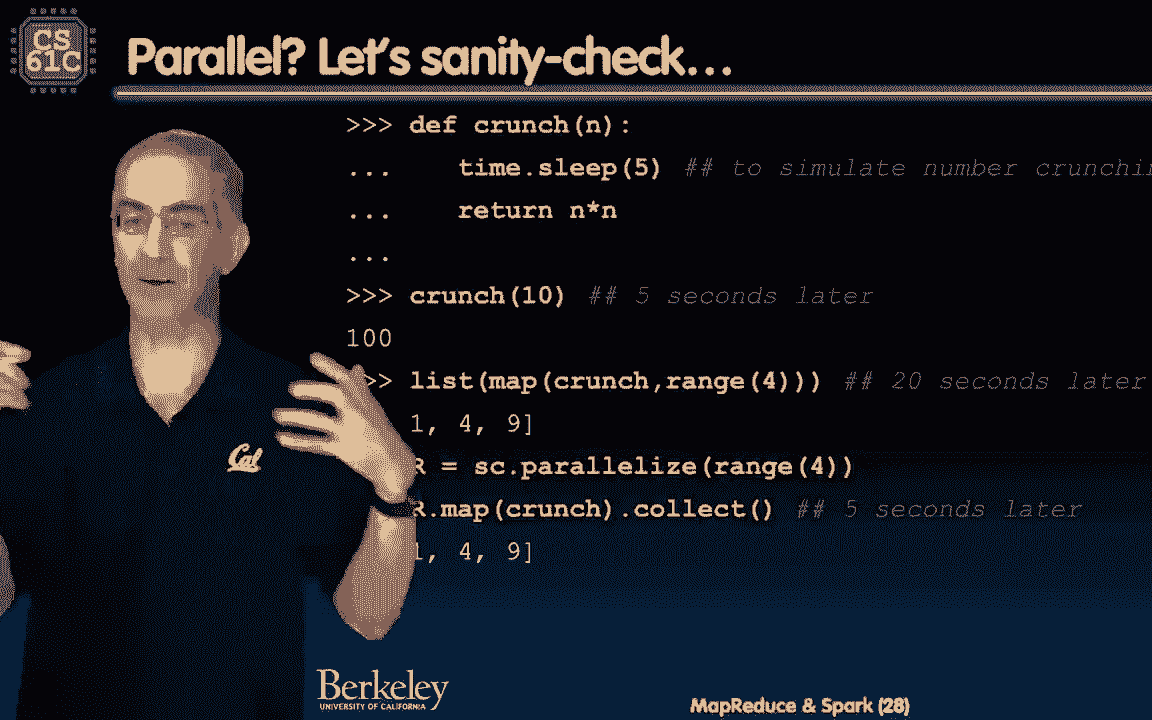 CS
61C
Parallel? Let's sanity-check…
>>> def crunch(n):
... time.sleep(5) ## to simulate number crunchin
... return n*n
...
>>> crunch(10) ## 5 seconds later
100
>> list(map(crunch,range(4))) ## 20 seconds later
1, 4, 9]
R = sc.parallelize(range(4))
R.map(crunch).collect() ## 5 seconds later
1, 4, 9]
Cal
Berkeley
UNIVERSITY OF CALIFORNIA
MapReduce & Spark (28)